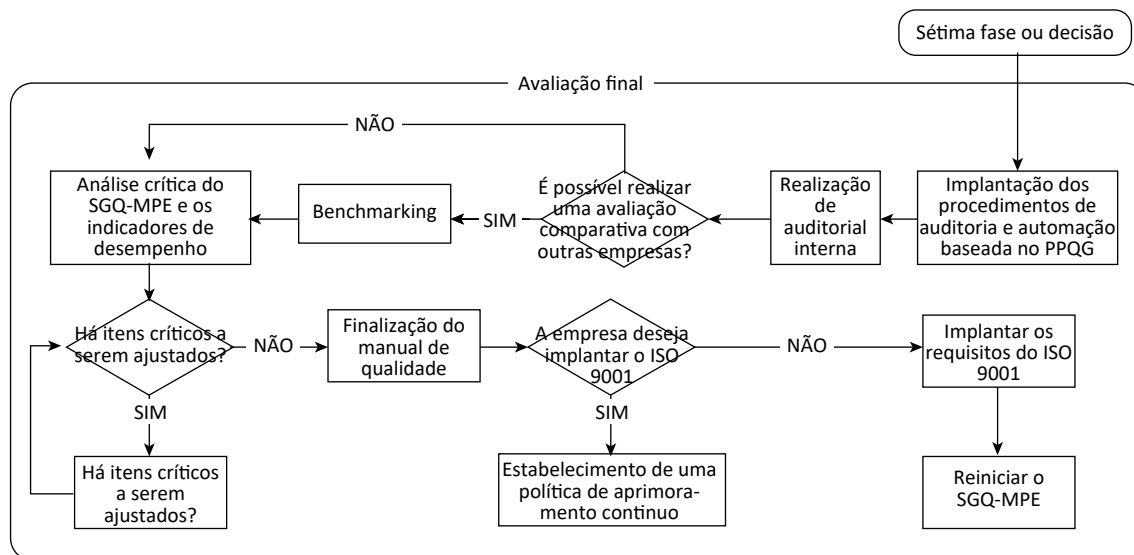 Sétima fase ou decisão
Avaliação final
NÃO
Análise crítica do
SGQ-MPE e os
indicadores de
desempenho
Benchmarking
SIM
É possível realizar
uma avaliação
comparativa com
outras empresas?
Realização
de
auditorial
interna
Implantação dos
procedimentos de
auditoria e automação
baseada no PPQG
Há itens críticos a
serem ajustados?
NÃO
Finalização do
manual de
qualidade
A empresa deseja
implantar o ISO
9001
NÃO
Implantar os
requisitos do ISO
9001
SIM
SIM
Há itens críticos
a serem
ajustados?
Estabelecimento de uma
política de aprimora-
mento continuo
Reiniciar o
SGQ-MPE